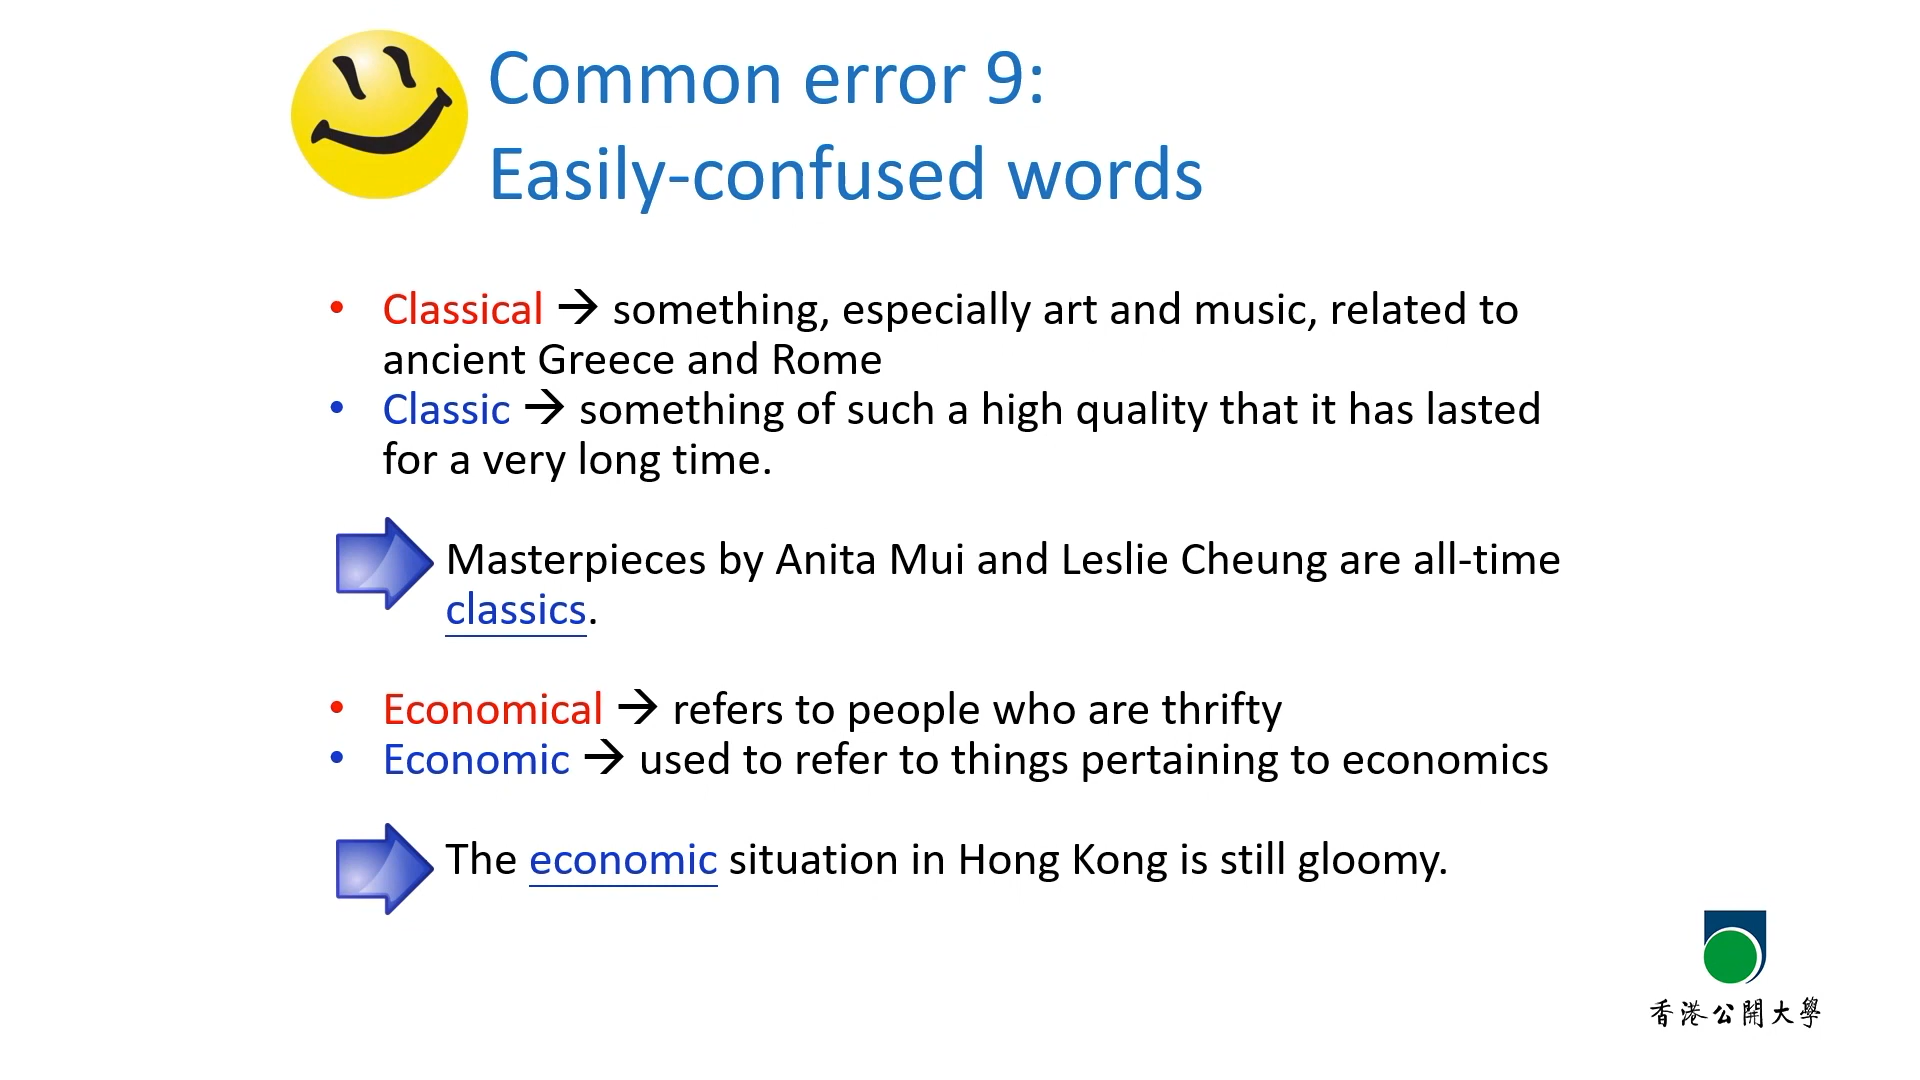 Common error 9:
Easily-confused words
• Classical → something, especially art and music, related to
ancient Greece and Rome
• Classic → something of such a high quality that it has lasted
for a very long time.
Masterpieces by Anita Mui and Leslie Cheung are all-time
classics.
• Economical → refers to people who are thrifty
• Economic → used to refer to things pertaining to economics
The economic situation in Hong Kong is still gloomy.
香港公開大學